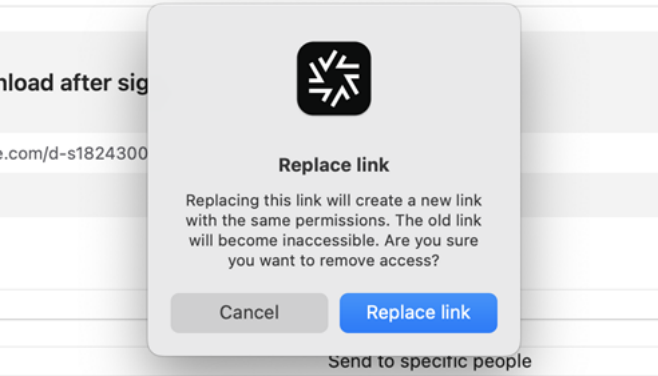 nload after sig
e.com/d-s1824300
Replace link
Replacing this link will create a new link
with the same permissions. The old link
will become inaccessible. Are you sure
you want to remove access?
Cancel
Replace link
Send to specific people